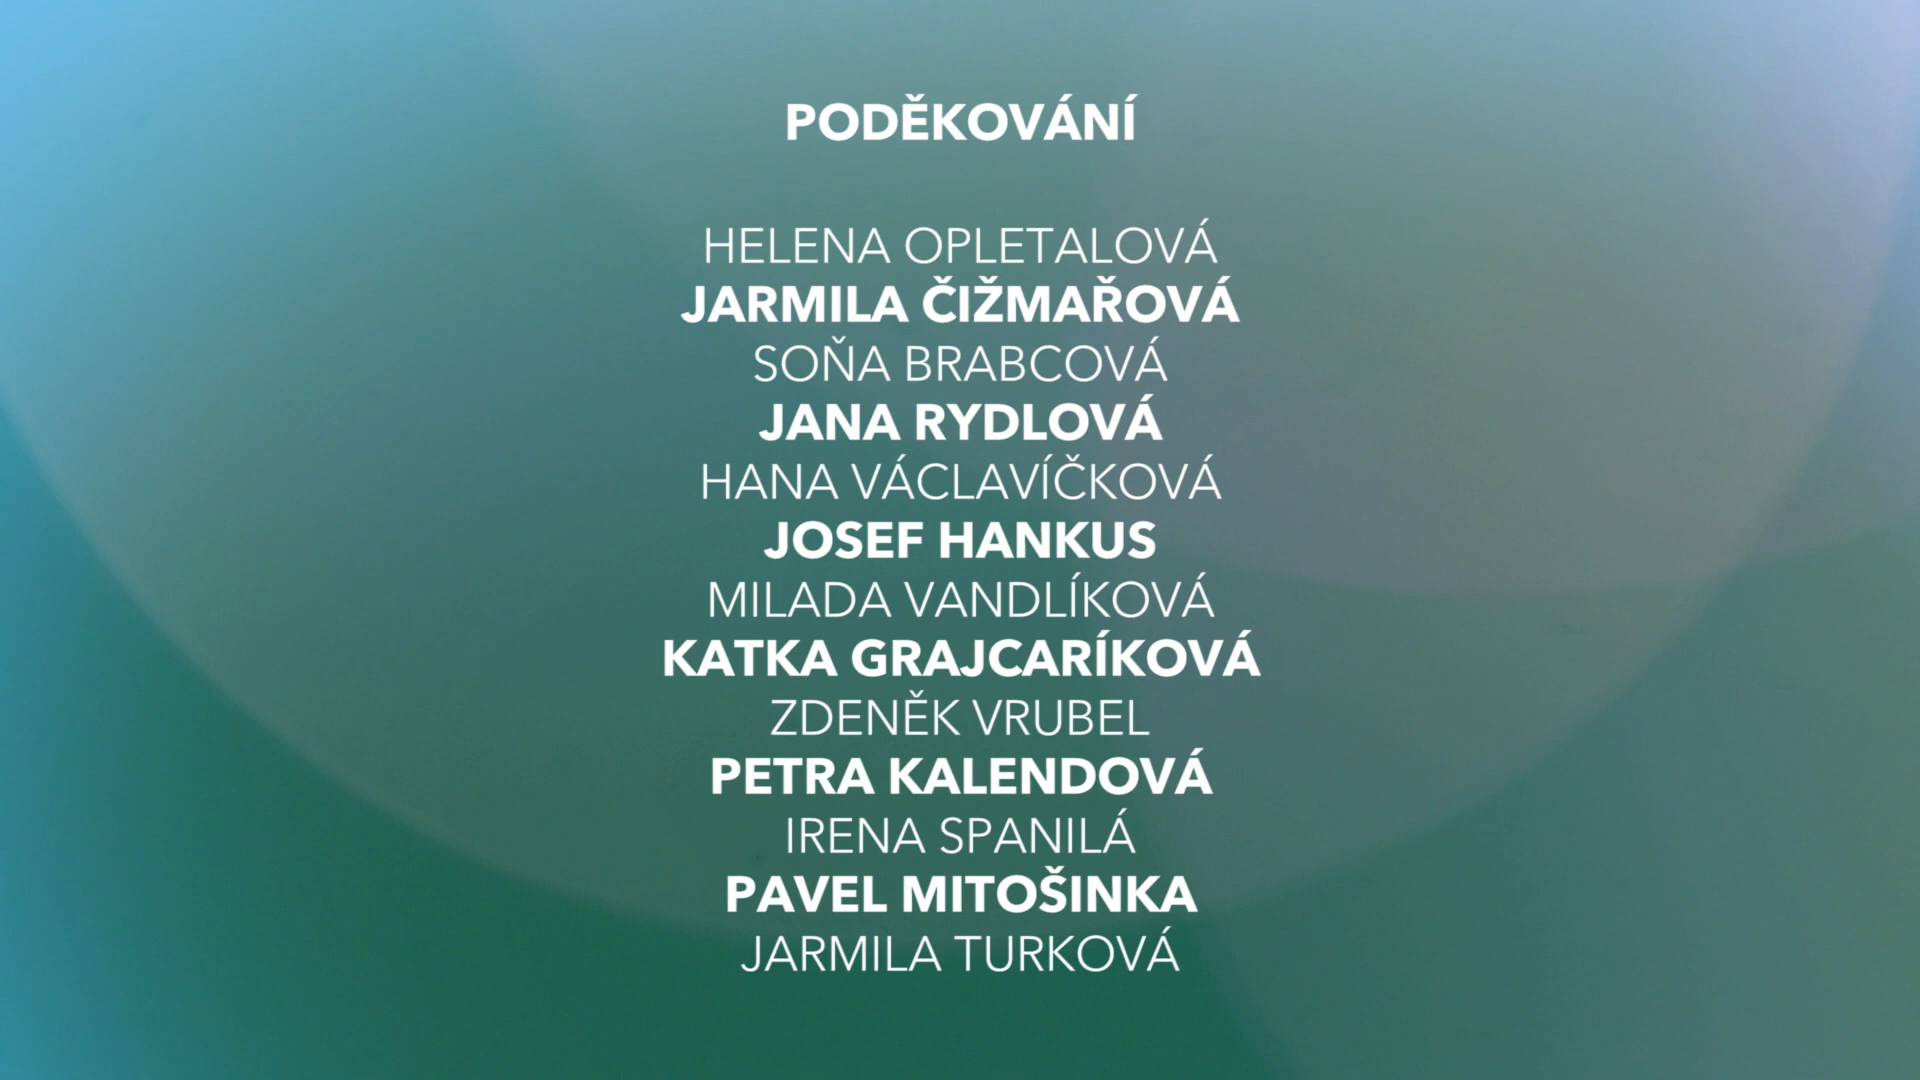 PODĚKOVÁNÍ
HELENA OPLETALOVÁ
JARMILA ČIŽMAŘOVÁ
SOŇA BRABCOVÁ
JANA RYDLOVÁ
HANA VÁCLAVÍČKOVÁ
JOSEF HANKUS
MILADA VANDLÍKOVÁ
KATKA GRAJCARÍKOVÁ
ZDENĚK VRUBEL
PETRA KALENDOVÁ
IRENA SPANILÁ
PAVEL MITOŠINKA
JARMILA TURKOVÁ